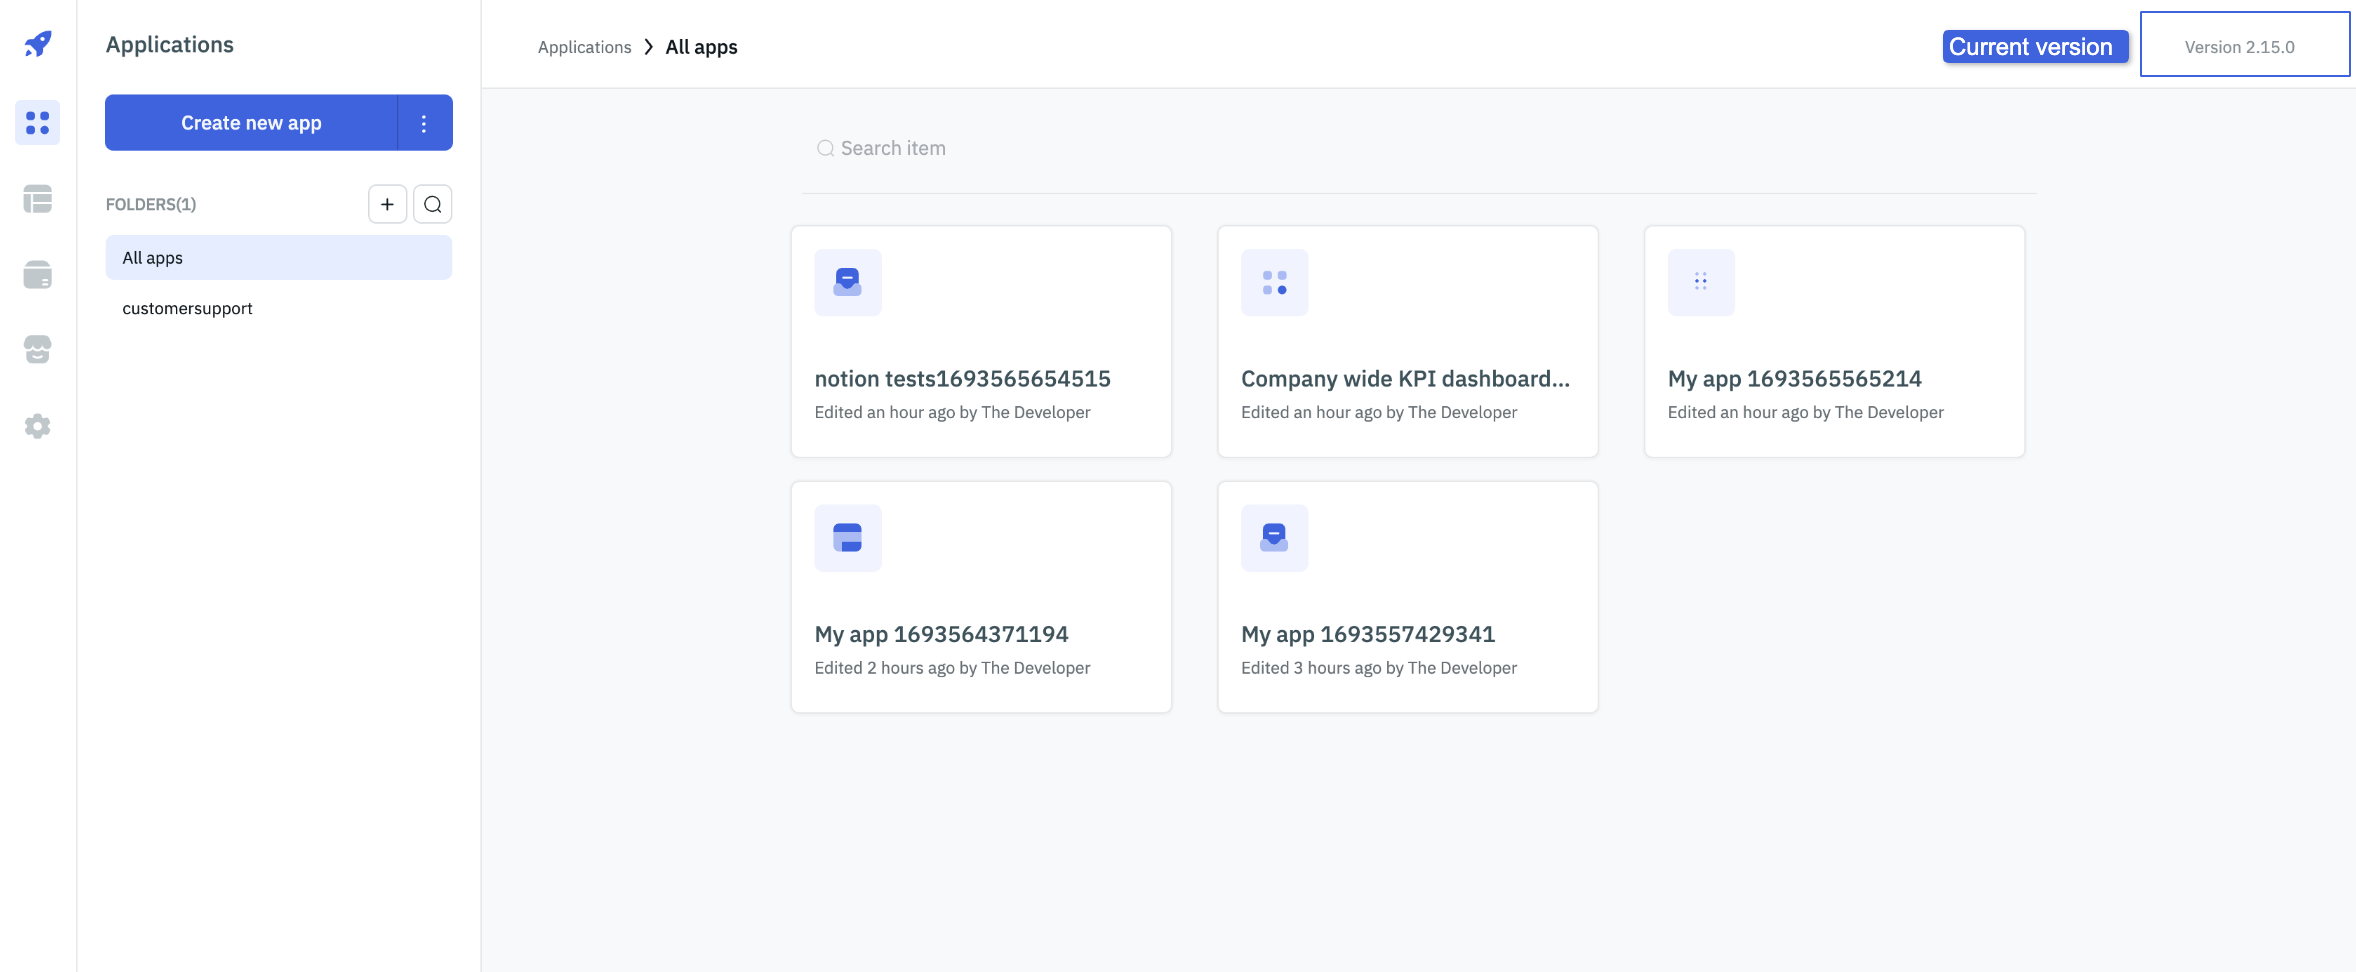 Applications
Create new app
FOLDERS(1)
All apps
customersupport
Applications All apps
Current version
Version 2.15.0
Search item
notion tests1693565654515
Edited an hour ago by The Developer
Company wide KPI dashboard...
Edited an hour ago by The Developer
My app 1693565565214
Edited an hour ago by The Developer
My app 1693564371194
Edited 2 hours ago by The Developer
My app 1693557429341
Edited 3 hours ago by The Developer